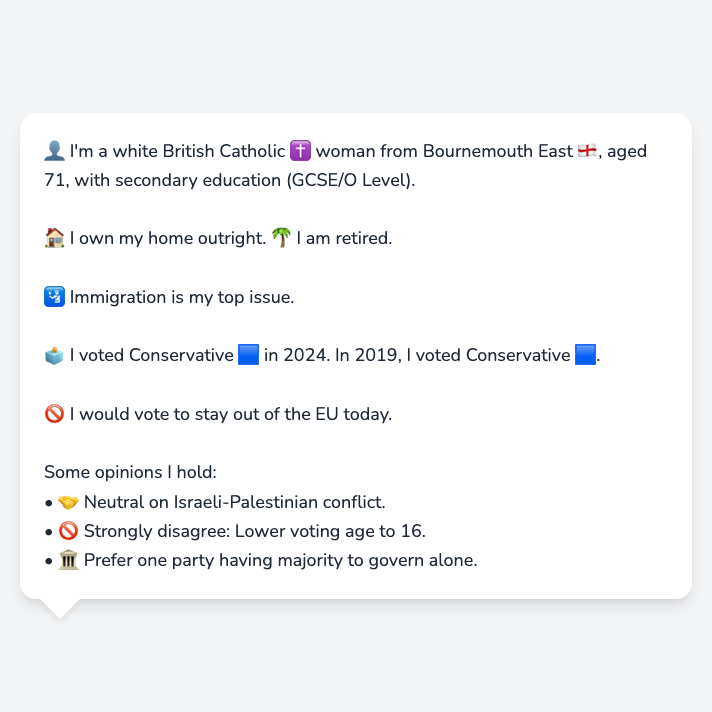 👤 I'm a white British Catholic ✝️ woman from Bournemouth East 🏴󠁧󠁢󠁥󠁮󠁧󠁿, aged
71, with secondary education (GCSE/O Level).
🏠 I own my home outright. 🌴 I am retired.
🛂 Immigration is my top issue.
🗳️ I voted Conservative 🟦 in 2024. In 2019, I voted Conservative 🟦.
🚫 I would vote to stay out of the EU today.
Some opinions I hold:
• 🤝 Neutral on Israeli-Palestinian conflict.
• 🚫 Strongly disagree: Lower voting age to 16.
• 🏛️ Prefer one party having majority to govern alone.